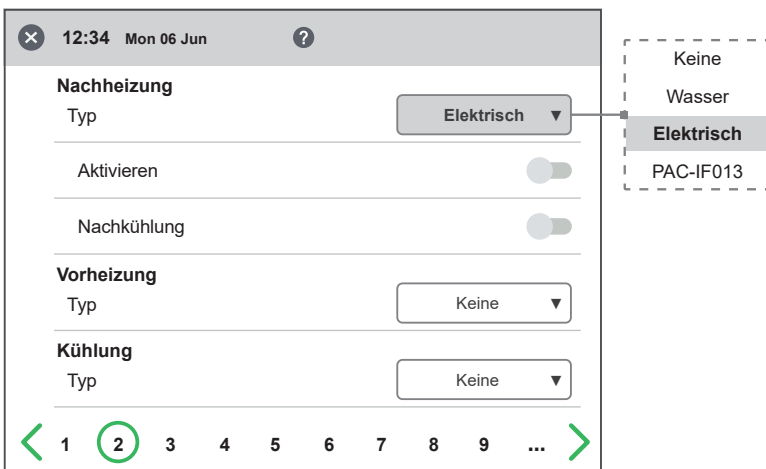 12:34 Mon 06 Jun ?
Nachheizung
Typ Elektrisch ▼
Aktivieren
Nachkühlung
Vorheizung
Typ Keine ▼
Kühlung
Typ Keine ▼
1 2 3 4 5 6 7 8 9 ...
Keine
Wasser
Elektrisch
PAC-IF013